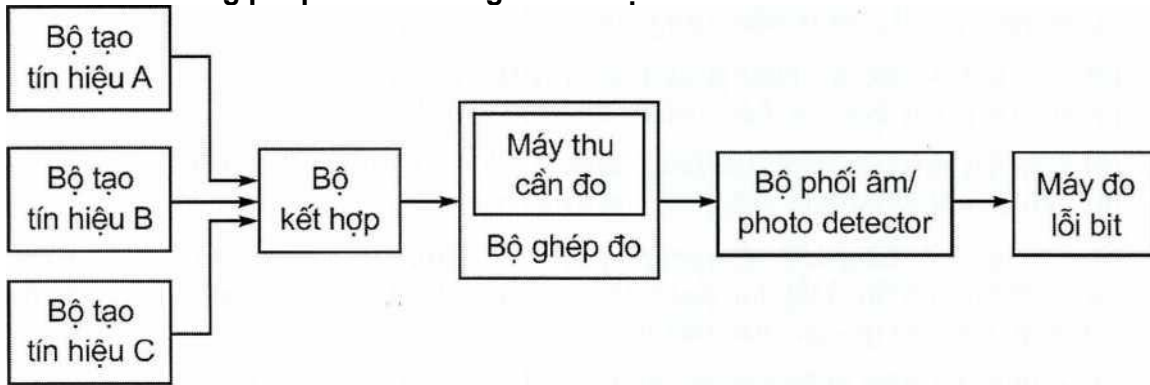 Bộ tạo
tín hiệu A
Bộ tạo
tín hiệu B
Bộ tạo
tín hiệu C
Bộ
kết hợp
Máy thu
cần đo
Bộ ghép đo
Bộ phối âm/
photo detector
Máy đo
lỗi bit